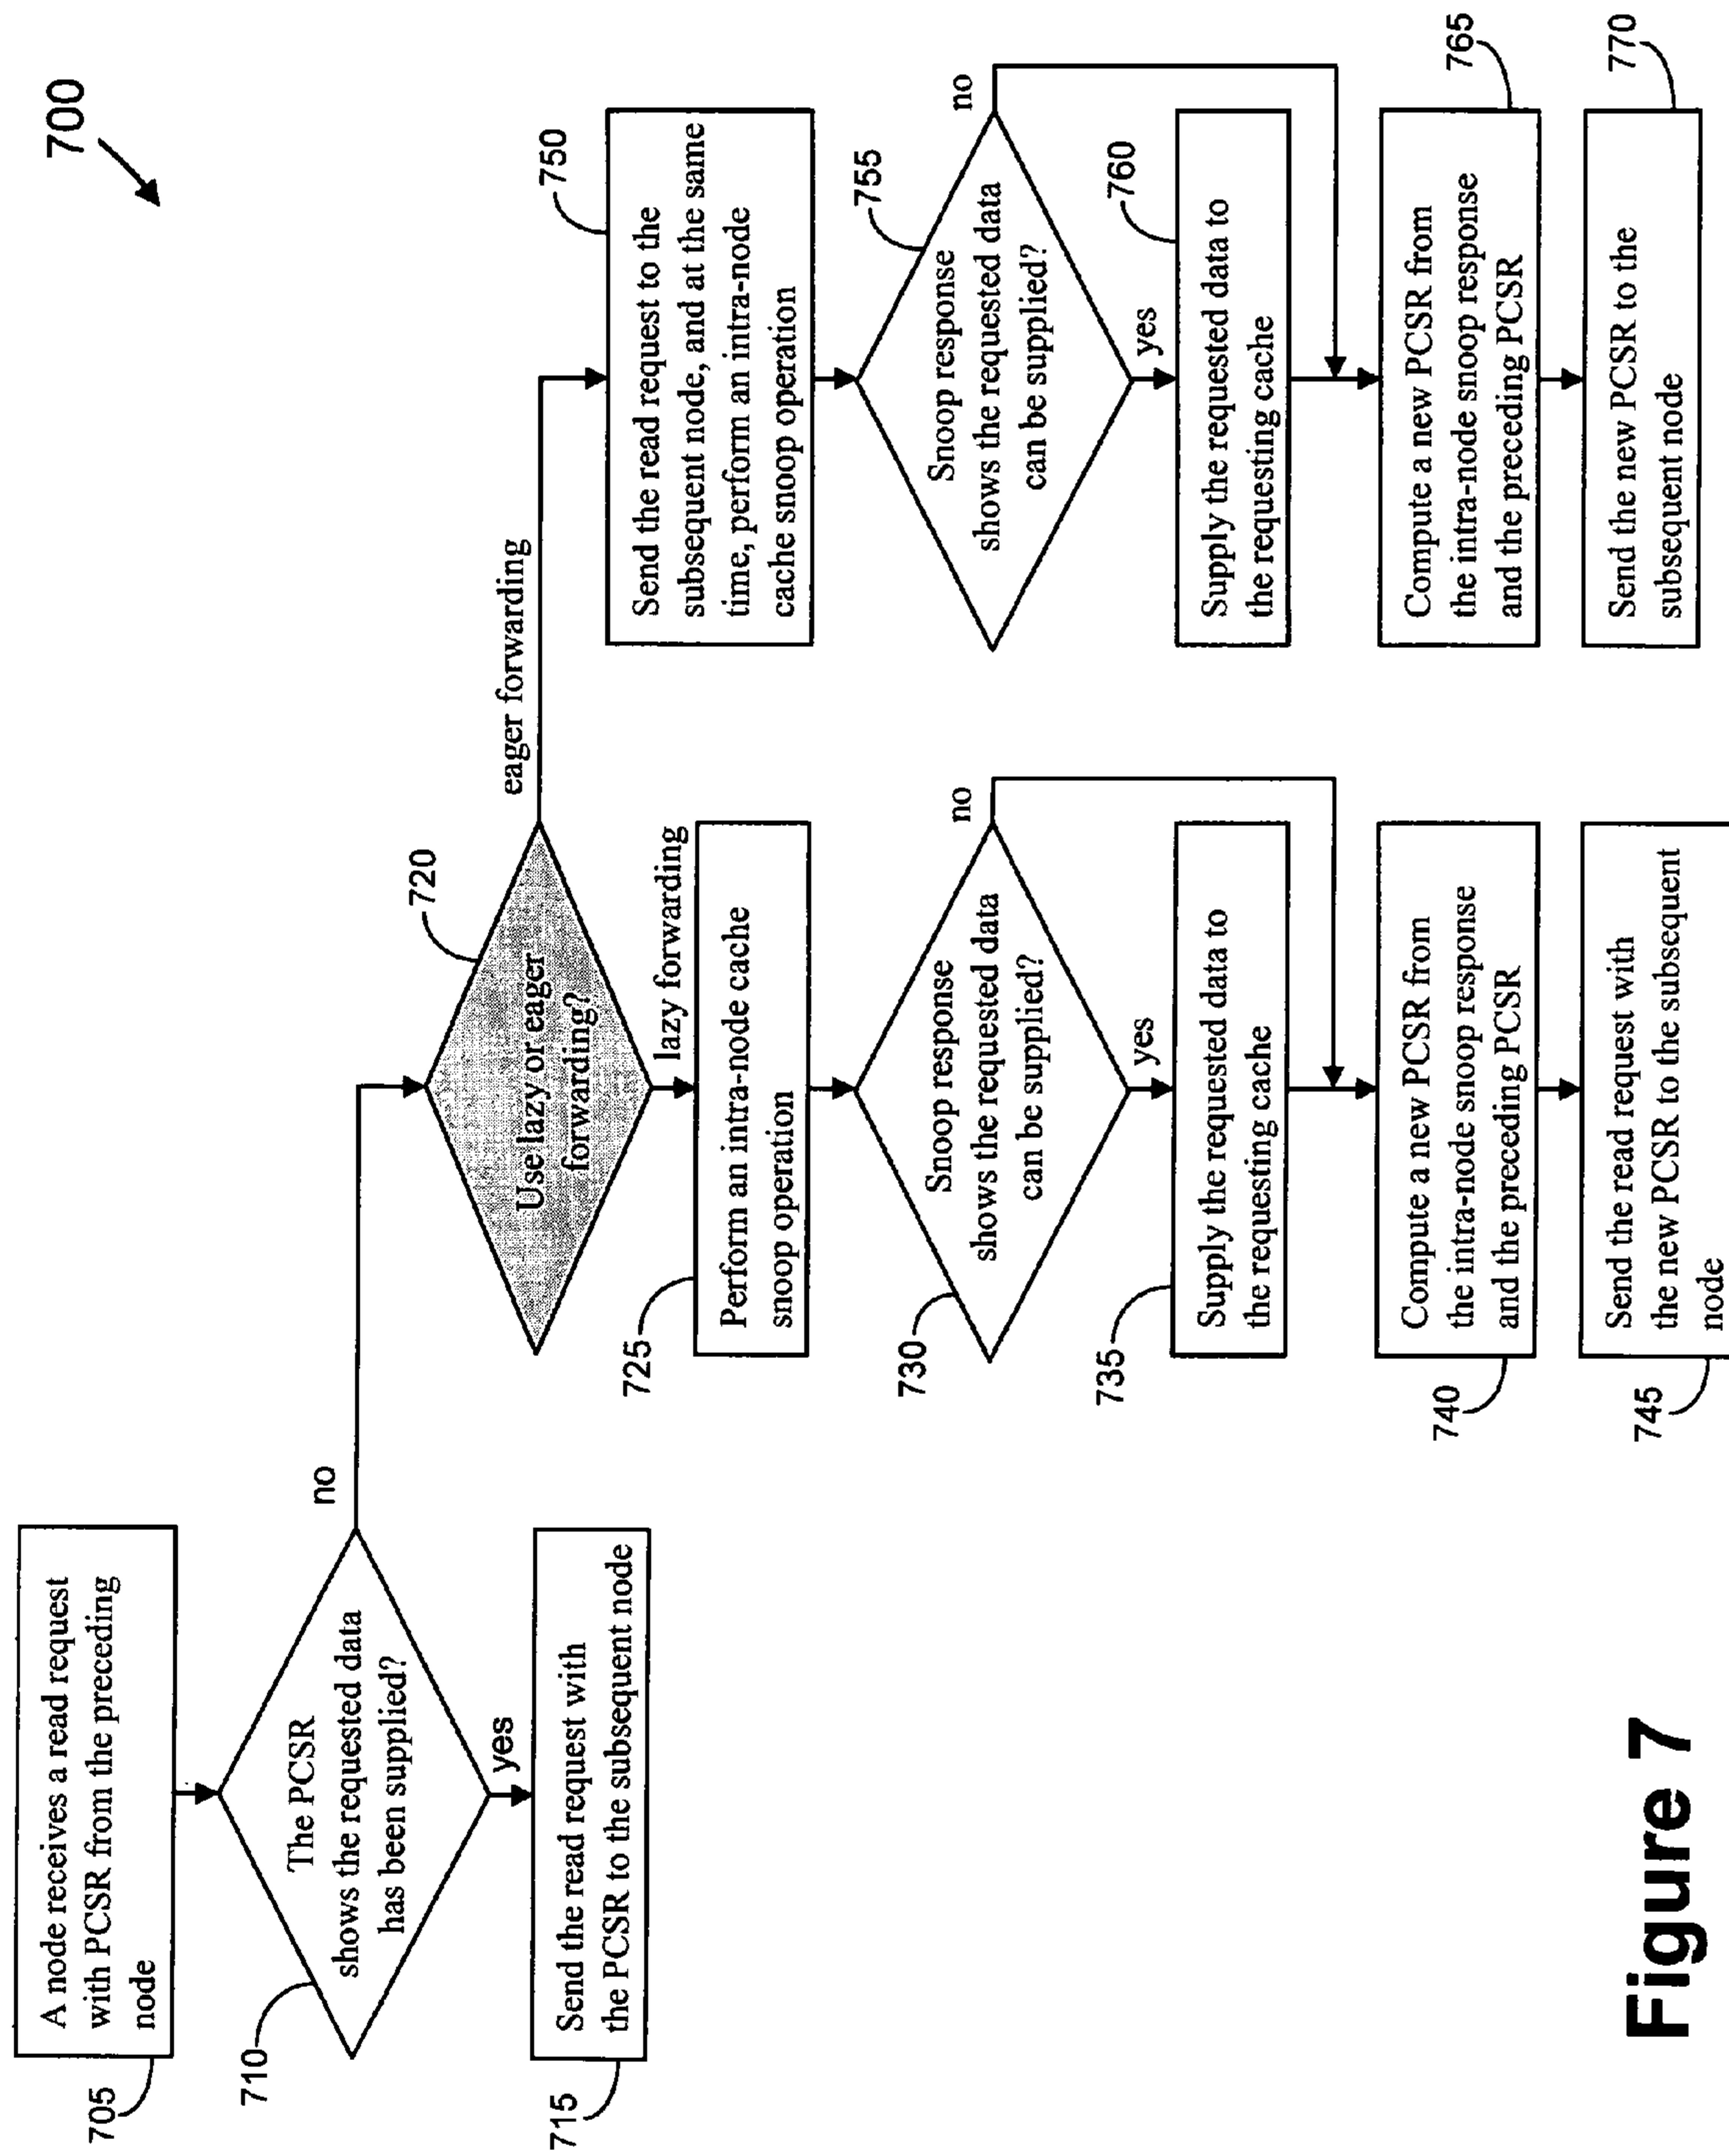 700
A node receives a read request
with PCSR from the preceding
node
705
The PCSR
shows the requested data
has been supplied?
710
no
yes
Send the read request with
the PCSR to the subsequent node
715
Use lazy or eager
forwarding?
720
eager forwarding
lazy forwarding
Perform an intra-node cache
snoop operation
725
Snoop response
shows the requested data
can be supplied?
730
no
yes
Supply the requested data to
the requesting cache
735
Compute a new PCSR from
the intra-node snoop response
and the preceding PCSR
740
Send the read request with
the new PCSR to the subsequent
node
745
Send the read request to the
subsequent node, and at the same
time, perform an intra-node
cache snoop operation
750
Snoop response
shows the requested data
can be supplied?
755
no
yes
Supply the requested data to
the requesting cache
760
Compute a new PCSR from
the intra-node snoop response
and the preceding PCSR
765
Send the new PCSR to the
subsequent node
770
Figure 7